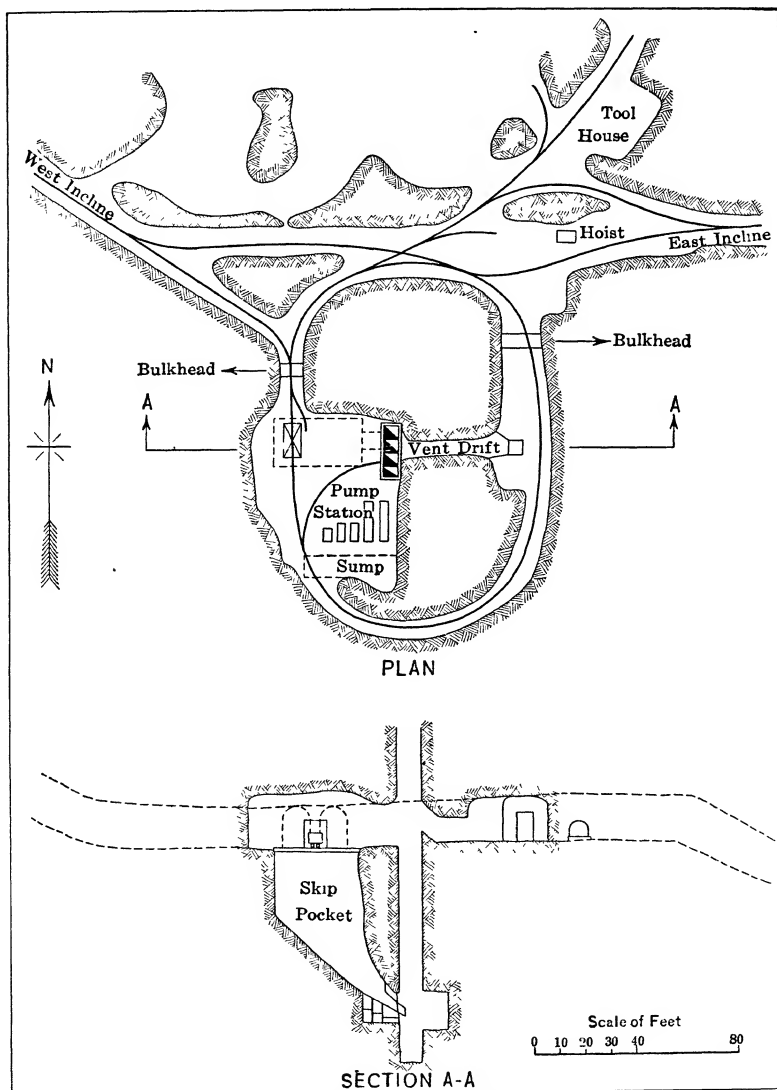 Tool
House
West Incline
Hoist
East Incline
Bulkhead
Bulkhead
N
A
A
Vent Drift
Pump
Station
Sump
PLAN
Skip
Pocket
Scale of Feet
0 10 20 30 40 80
SECTION A-A